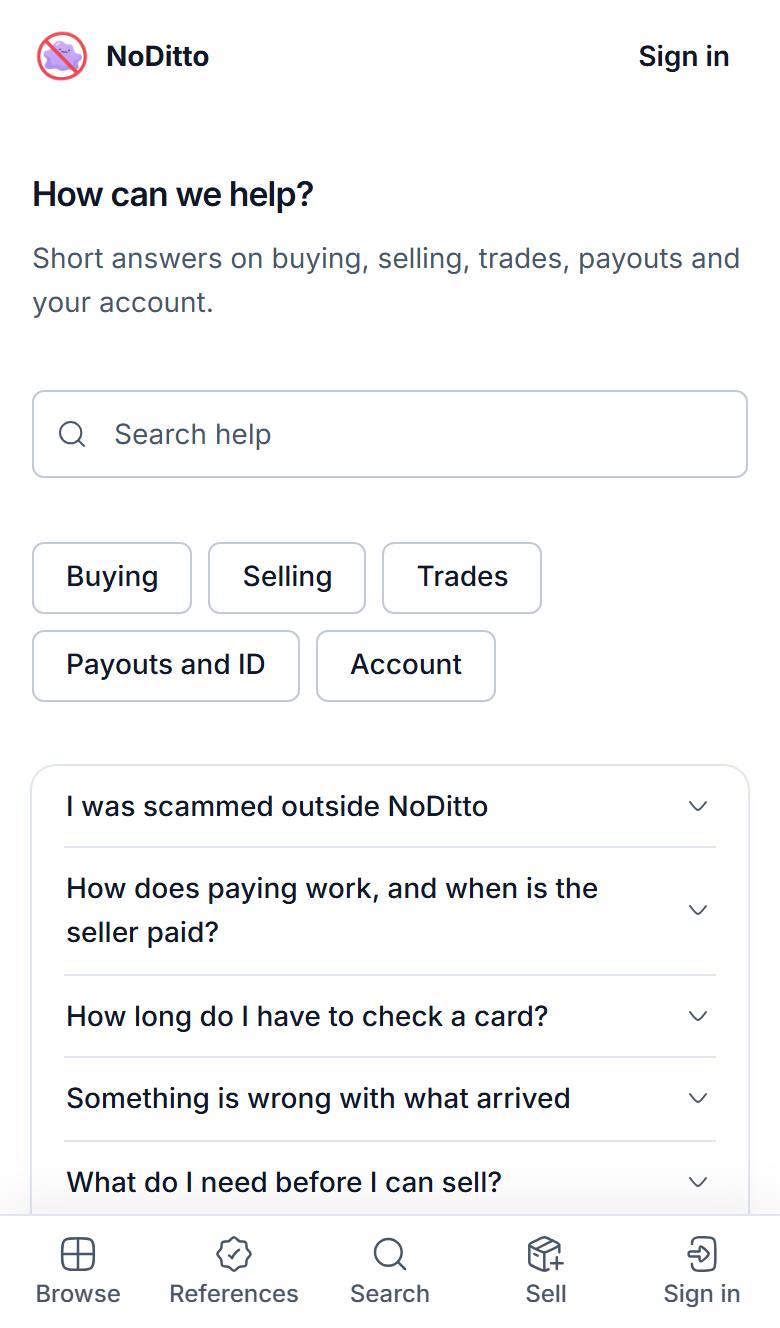 NoDitto
Sign in
How can we help?
Short answers on buying, selling, trades, payouts and
your account.
Search help
Buying
Selling
Trades
Payouts and ID
Account
I was scammed outside NoDitto
How does paying work, and when is the
seller paid?
How long do I have to check a card?
Something is wrong with what arrived
What do I need before I can sell?
Browse
References
Search
Sell
Sign in